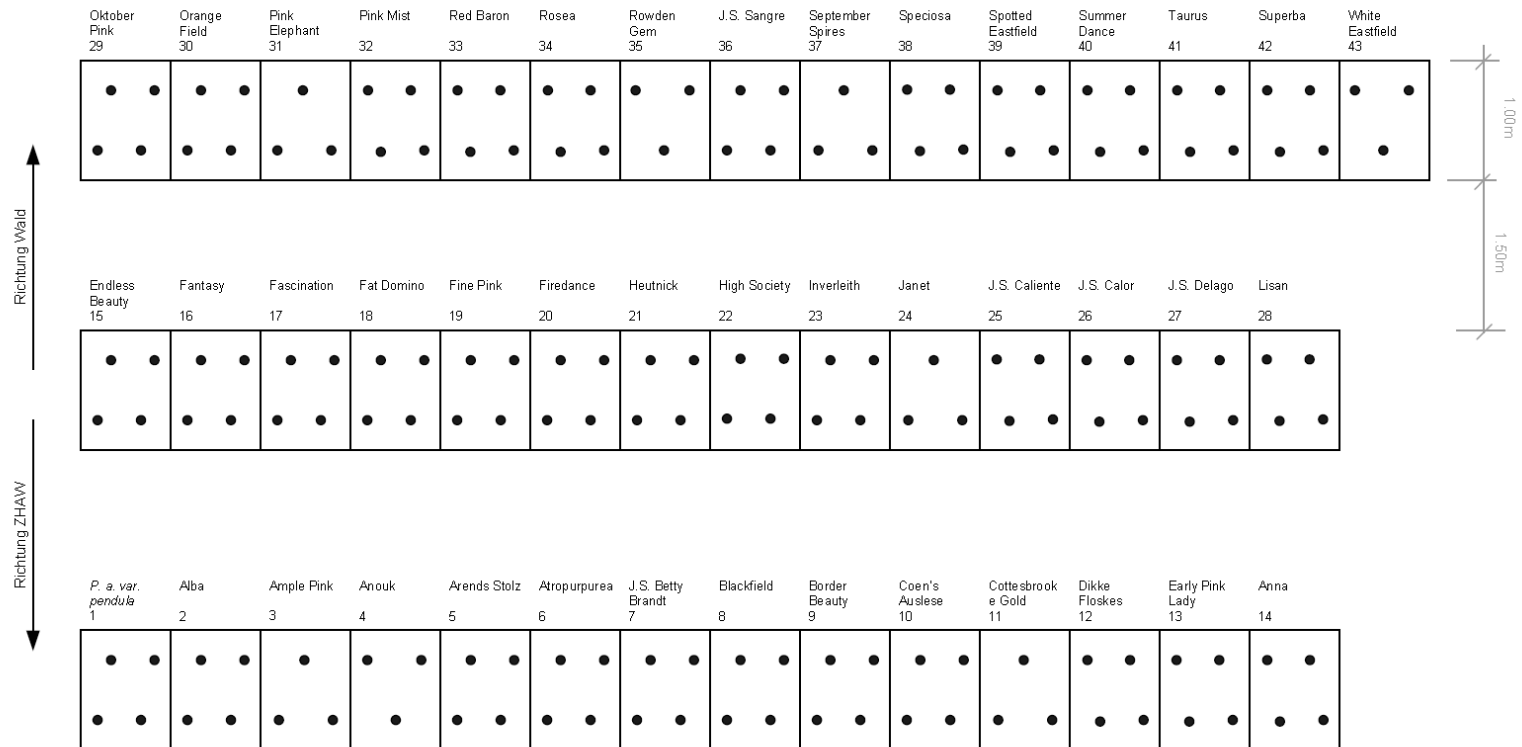 Oktober Orange Pink Pink Mist Red Baron Rosea Rowden J.S. Sangre September Speciosa Spotted Summer Taurus Superba White
Pink Field Elephant Gem Spires Eastfield Dance Eastfield
29 30 31 32 33 34 35 36 37 38 39 40 41 42 43
1.00m
Richtung Wald
1.50m
Endless Fantasy Fascination Fat Domino Fine Pink Firedance Heutnick High Society Inverleith Janet J.S. Caliente J.S. Calor J.S. Delago Lisan
Beauty
15 16 17 18 19 20 21 22 23 24 25 26 27 28
Richtung ZHAW
P. a. var. Alba Ample Pink Anouk Arends Stolz Atropurpurea J.S. Betty Blackfield Border Coen's Cottesbrook Dikke Early Pink Anna
pendula Brandt Beauty Auslese e Gold Floskes Lady
1 2 3 4 5 6 7 8 9 10 11 12 13 14